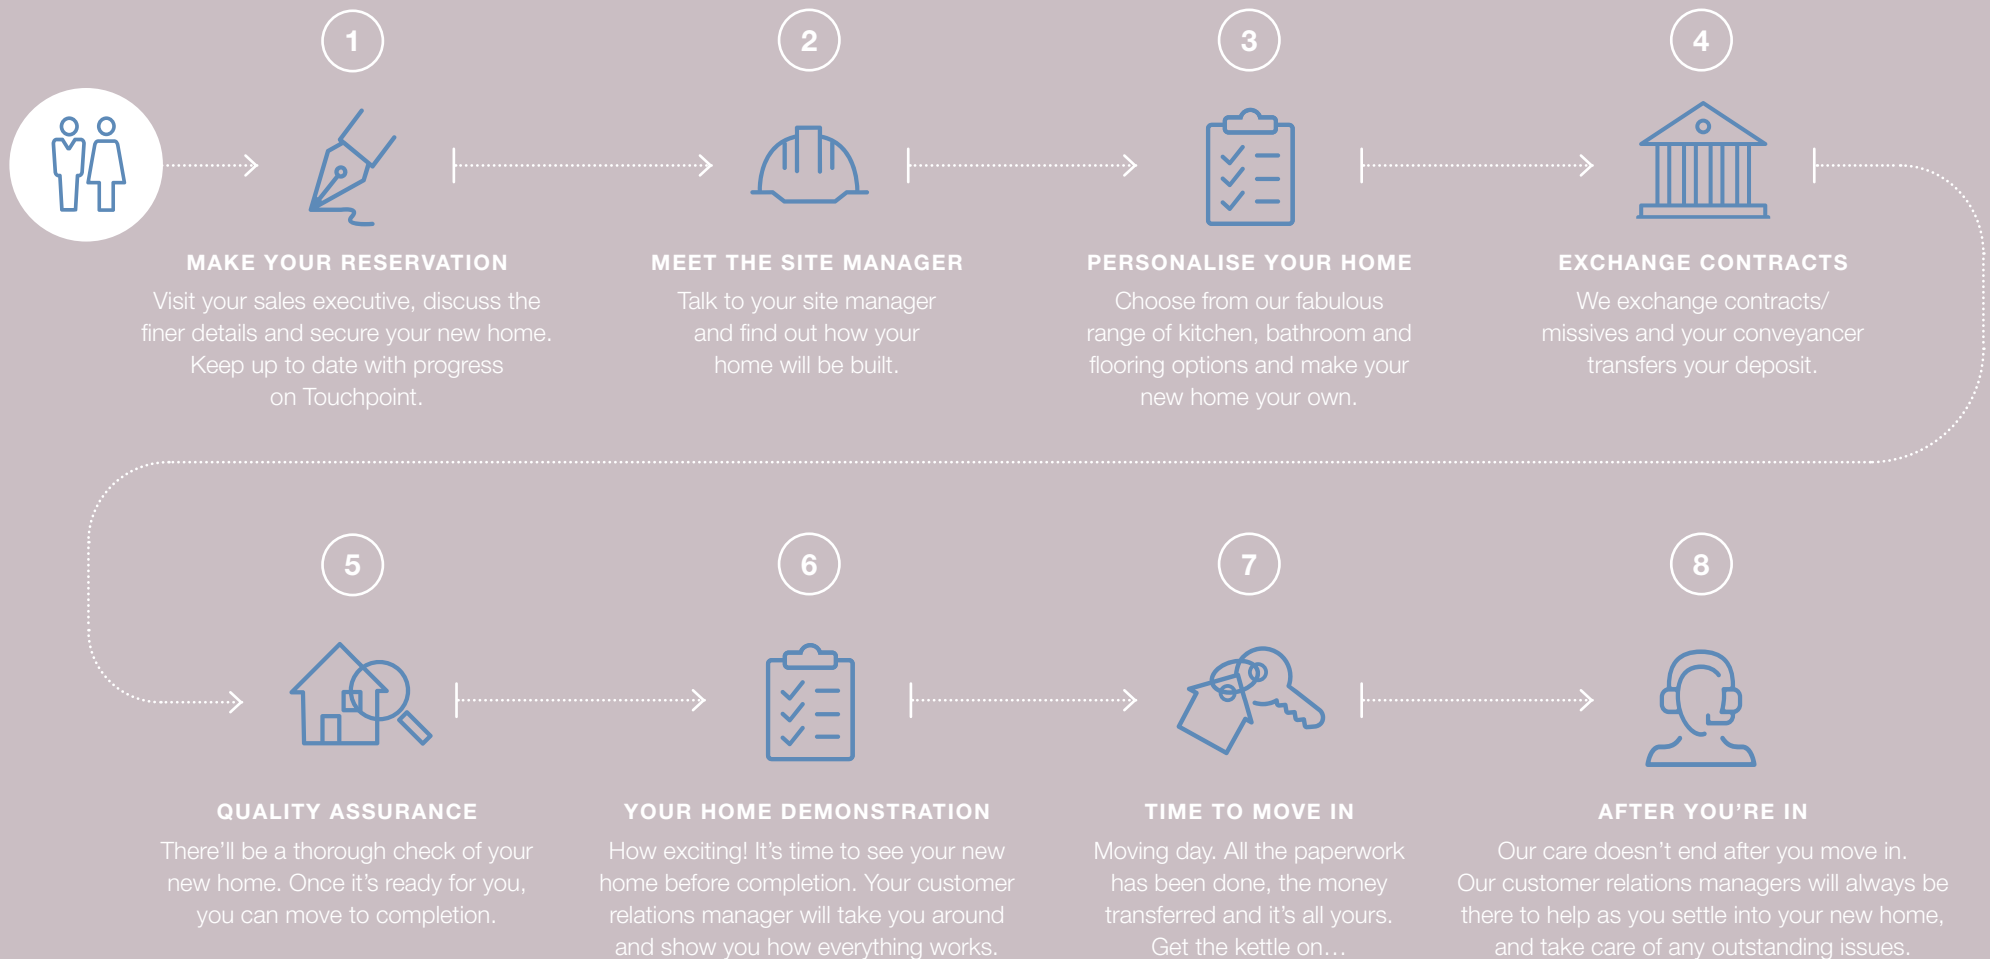 1
MAKE YOUR RESERVATION
Visit your sales executive, discuss the
finer details and secure your new home.
Keep up to date with progress
on Touchpoint.
2
MEET THE SITE MANAGER
Talk to your site manager
and find out how your
home will be built.
3
PERSONALISE YOUR HOME
Choose from our fabulous
range of kitchen, bathroom and
flooring options and make your
new home your own.
4
EXCHANGE CONTRACTS
We exchange contracts/
missives and your conveyancer
transfers your deposit.
5
QUALITY ASSURANCE
There’ll be a thorough check of your
new home. Once it’s ready for you,
you can move to completion.
6
YOUR HOME DEMONSTRATION
How exciting! It’s time to see your new
home before completion. Your customer
relations manager will take you around
and show you how everything works.
7
TIME TO MOVE IN
Moving day. All the paperwork
has been done, the money
transferred and it’s all yours.
Get the kettle on…
8
AFTER YOU’RE IN
Our care doesn’t end after you move in.
Our customer relations managers will always be
there to help as you settle into your new home,
and take care of any outstanding issues.